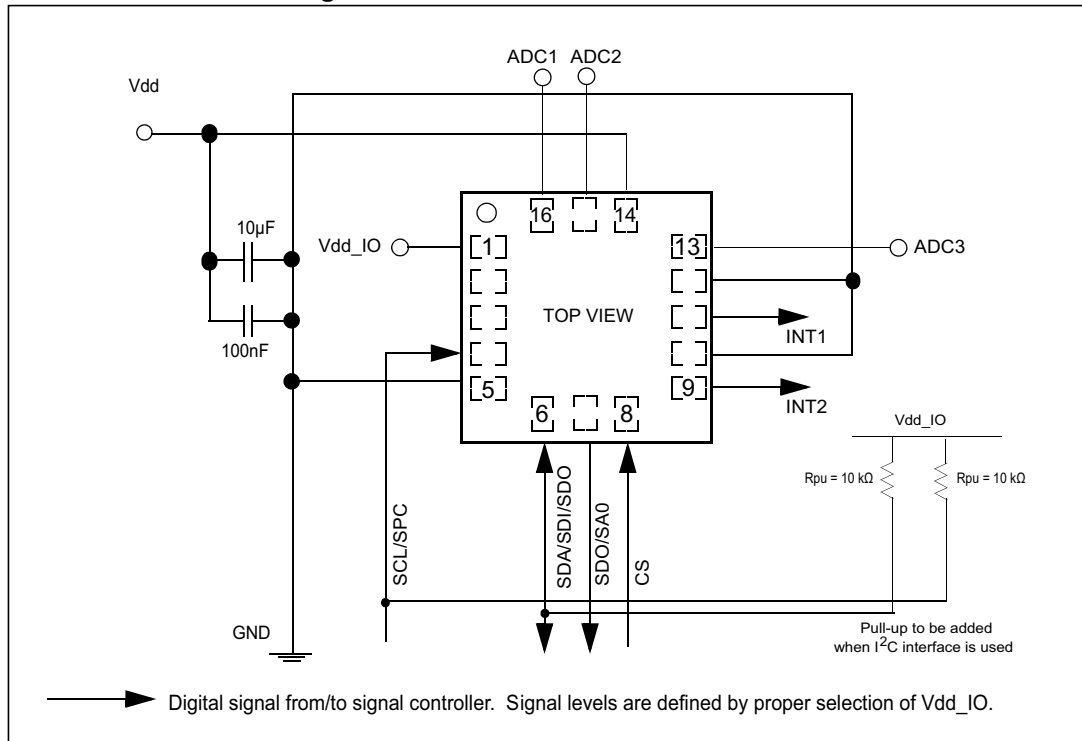 ADC1 ADC2
Vdd
10µF
Vdd_IO
16
14
1
13
ADC3
TOP VIEW
INT1
100nF
5
9
INT2
6
8
Vdd_IO
Rpu = 10 kΩ
Rpu = 10 kΩ
SCL/SPC
SDA/SDI/SDO
SDO/SA0
CS
GND
Pull-up to be added
when I²C interface is used
Digital signal from/to signal controller. Signal levels are defined by proper selection of Vdd_IO.